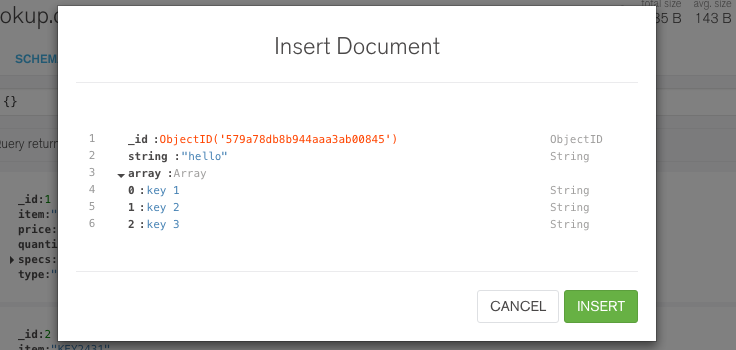 ookup.
total size
avg. size
35 B
143 B
Insert Document
SCHEM
{}
Query return
1 _id :ObjectID('579a78db8b944aaa3ab00845') ObjectID
2 string :"hello" String
3 array :Array
4 0 :key 1 String
5 1 :key 2 String
6 2 :key 3 String
_id:1
item:"
price:
quanti
specs:
type:"
CANCEL
INSERT
_id:2
item:"KEY2431"